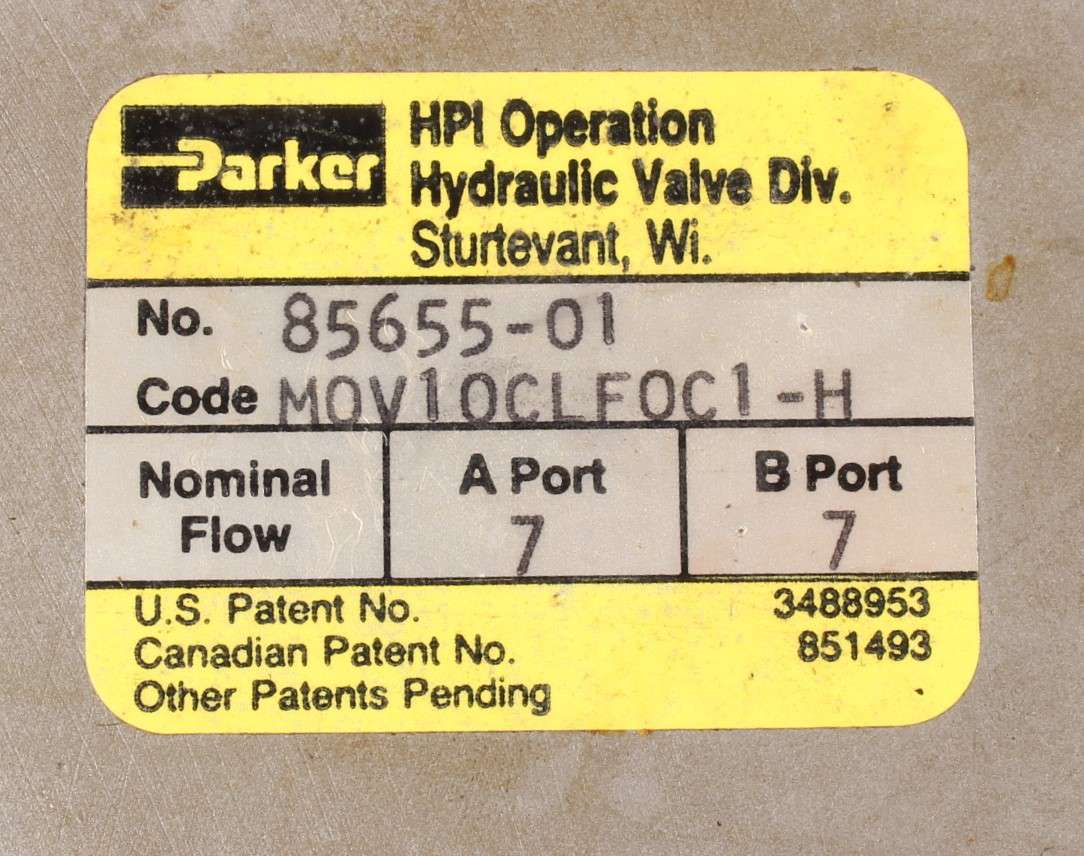 Parker
HPI Operation
Hydraulic Valve Div.
Sturtevant, Wi.
No. 85655-01
Code MOV10CLFOC1-H
Nominal Flow
A Port
7
B Port
7
U.S. Patent No. 3488953
Canadian Patent No. 851493
Other Patents Pending